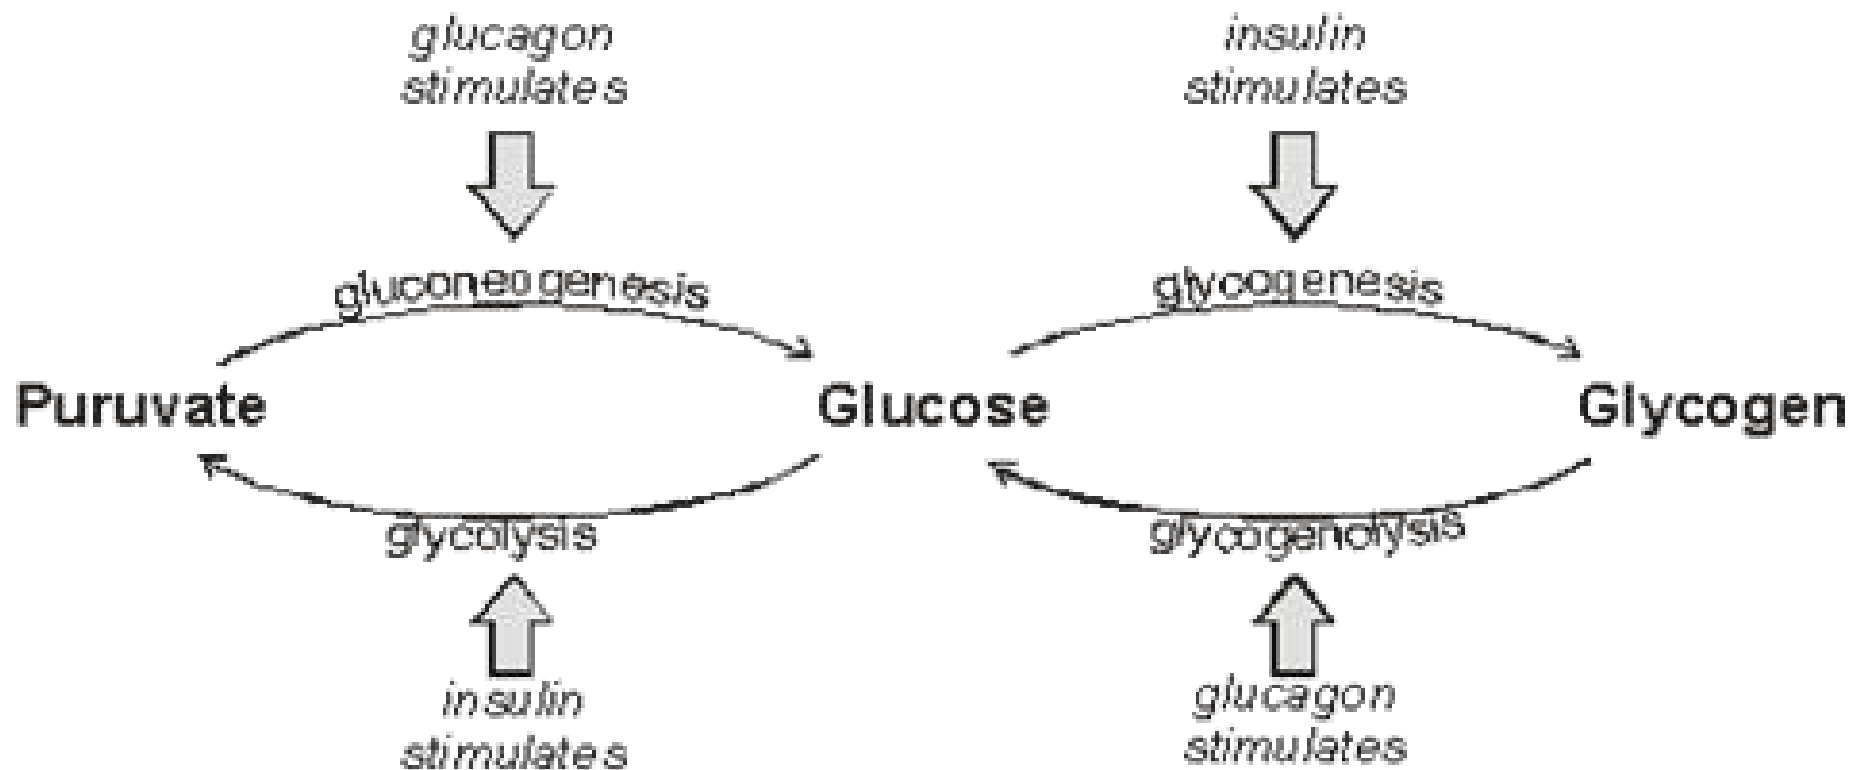 glucagon
stimulates
insulin
stimulates
gluconeogenesis
glycogenesis
Puruvate
Glucose
Glycogen
glycolysis
glycogenolysis
insulin
stimulates
glucagon
stimulates